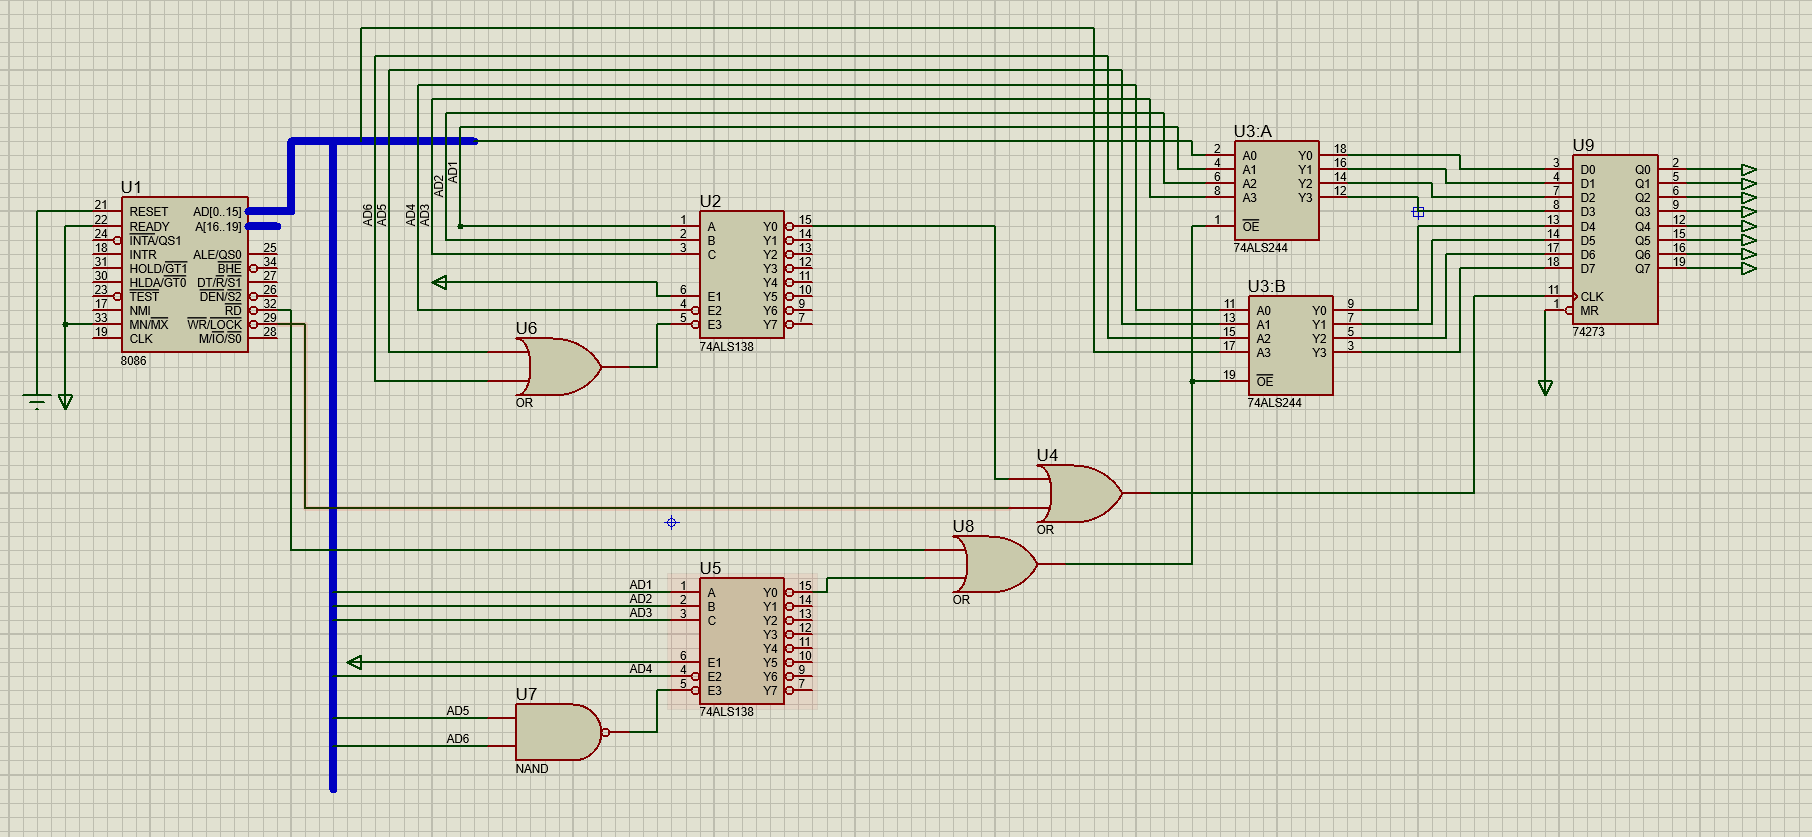 U1
21 RESET AD[0..15]
22 READY A[16..19]
24 INTA/QS1
18 INTR ALE/QS0 25
31 HOLD/GT1 BHE 34
30 HLDA/GT0 DT/R/S1 27
23 TEST DEN/S2 26
17 NMI RD 32
33 MN/MX WR/LOCK 29
19 CLK M/IO/S0 28
8086
AD6
AD5
AD4
AD3
AD2
AD1
U2
1 A Y0 15
2 B Y1 14
3 C Y2 13
Y3 12
Y4 11
6 E1 Y5 10
4 E2 Y6 9
5 E3 Y7 7
74ALS138
U6
OR
U3:A
2 A0 Y0 18
4 A1 Y1 16
6 A2 Y2 14
8 A3 Y3 12
1 OE
74ALS244
U3:B
11 A0 Y0 9
13 A1 Y1 7
15 A2 Y2 5
17 A3 Y3 3
19 OE
74ALS244
U9
3 D0 Q0 2
4 D1 Q1 5
7 D2 Q2 6
8 D3 Q3 9
13 D4 Q4 12
14 D5 Q5 15
17 D6 Q6 16
18 D7 Q7 19
11 CLK
1 MR
74273
U4
OR
U8
OR
U5
AD1 1 A Y0 15
AD2 2 B Y1 14
AD3 3 C Y2 13
Y3 12
Y4 11
6 E1 Y5 10
AD4 4 E2 Y6 9
5 E3 Y7 7
74ALS138
U7
AD5
AD6
NAND